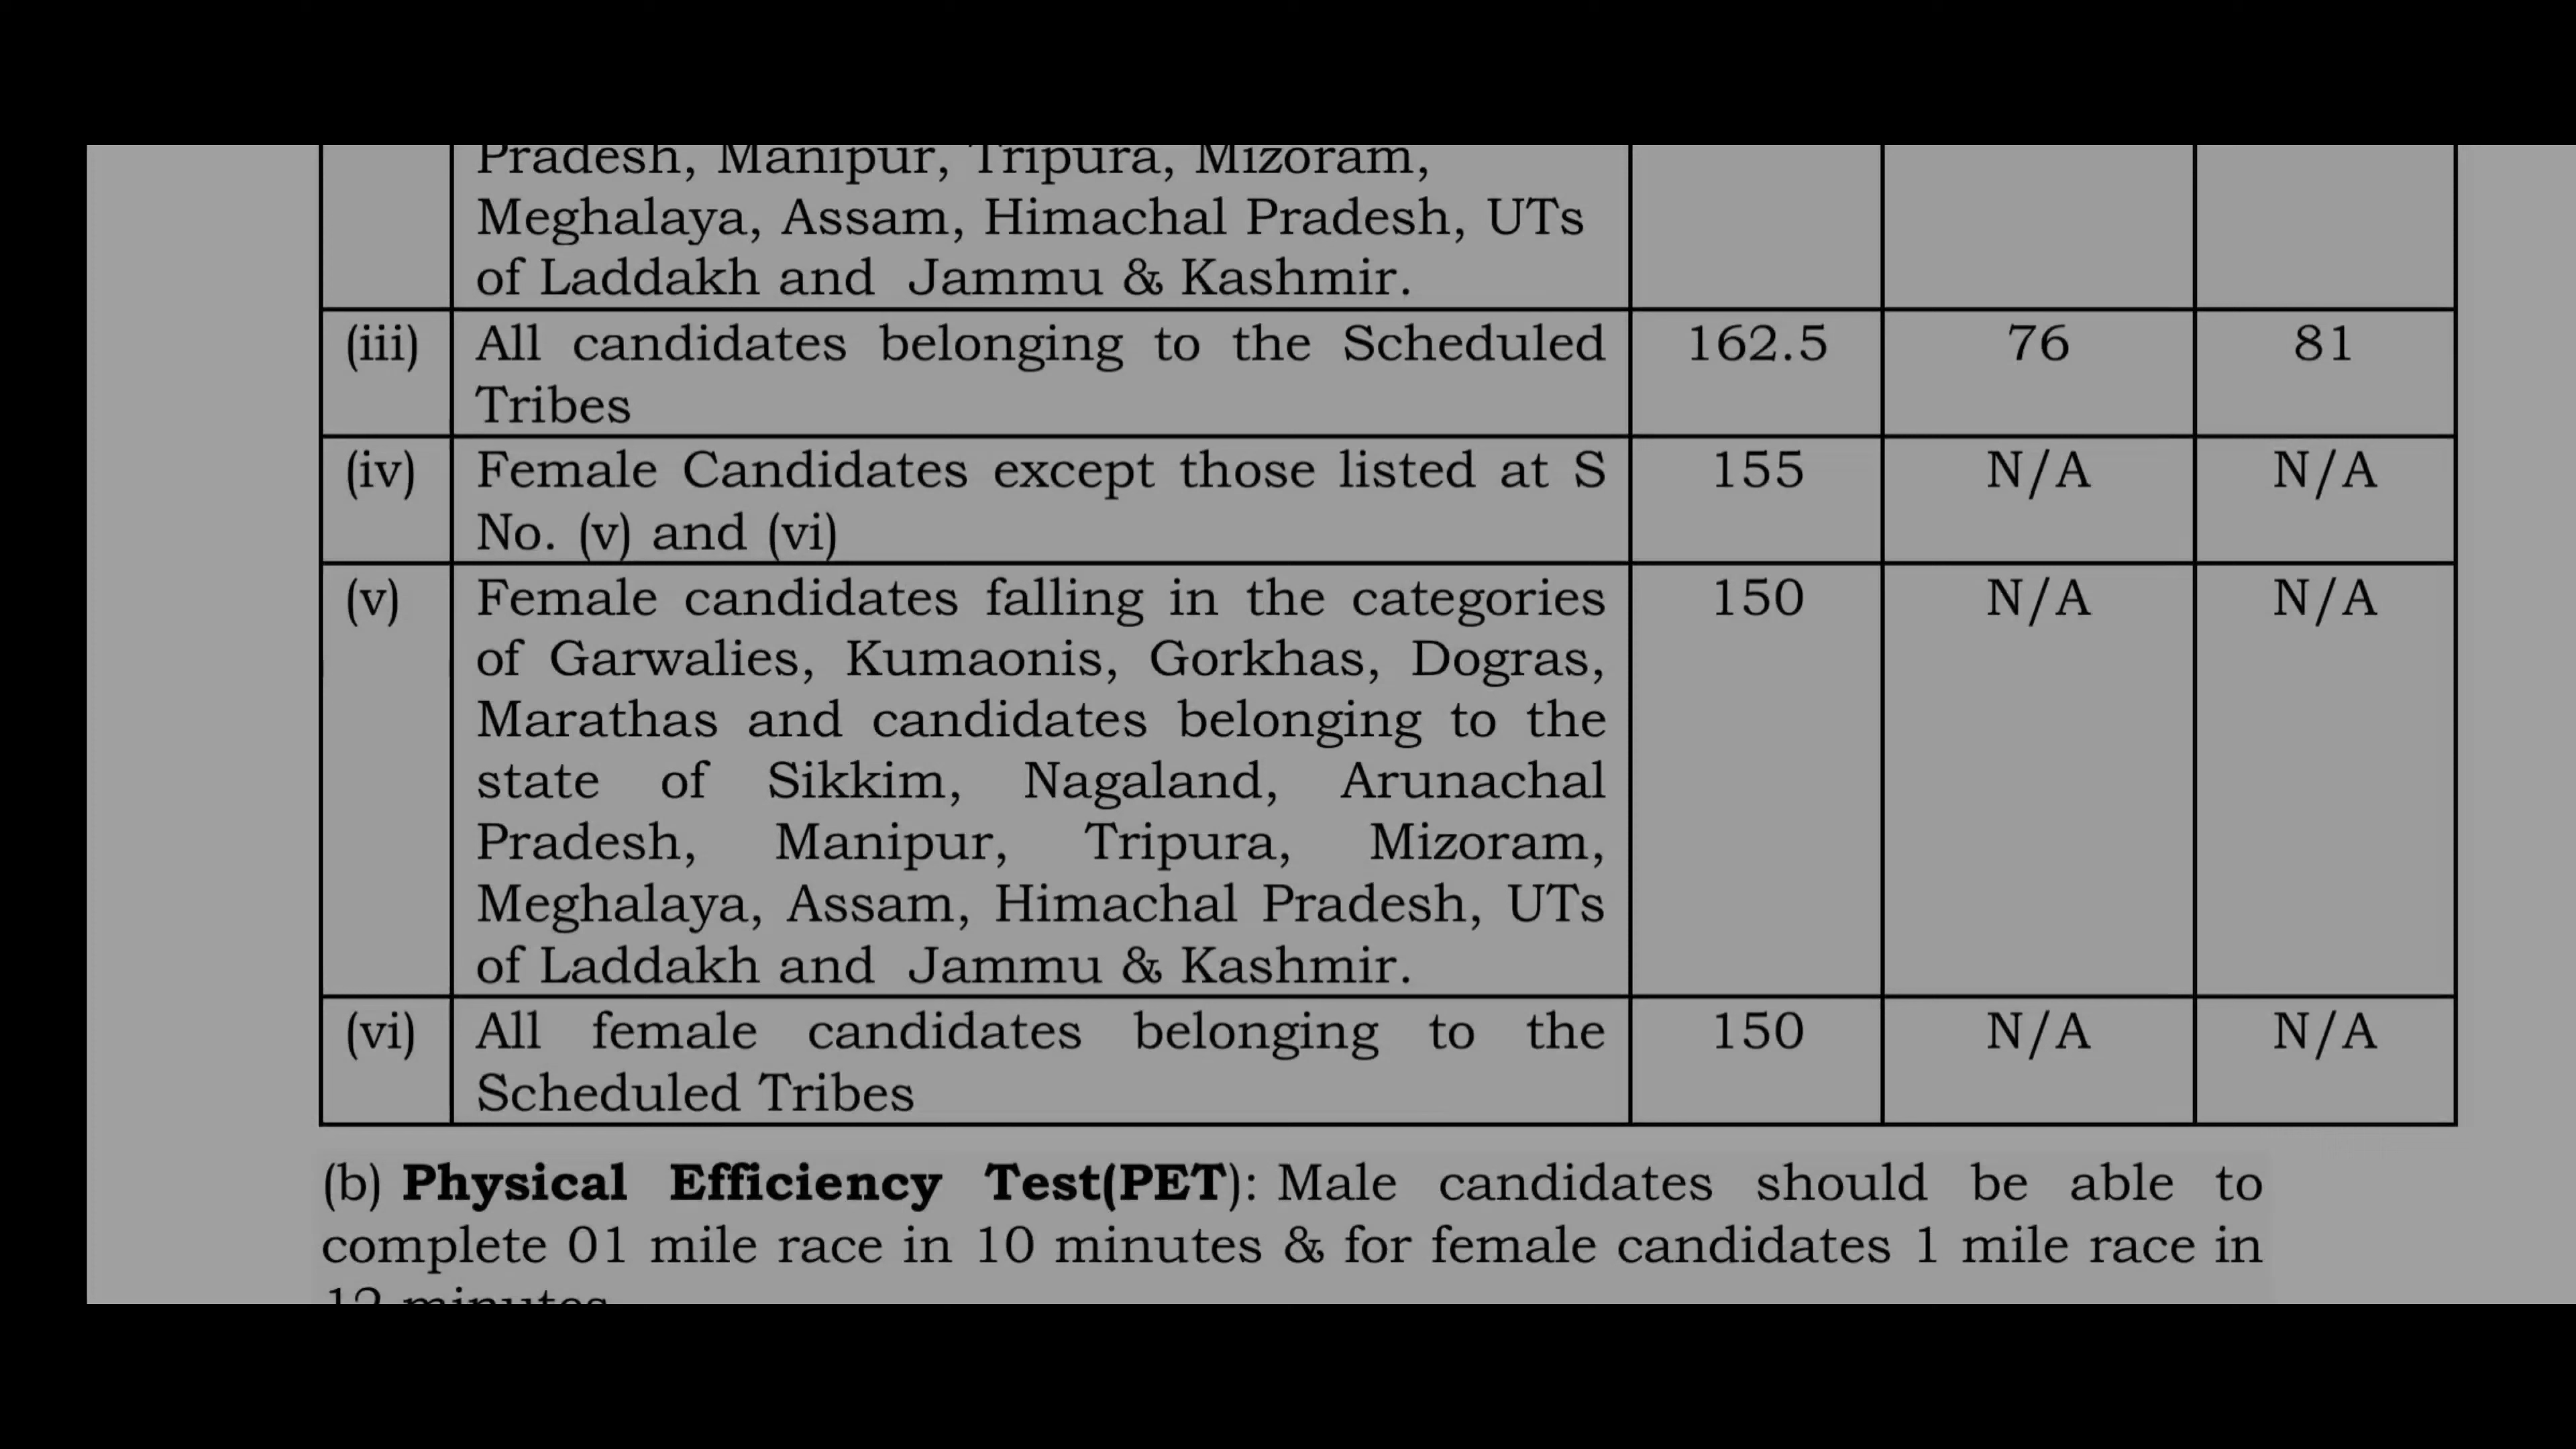 Pradesh, Manipur, Tripura, Mizoram,
Meghalaya, Assam, Himachal Pradesh, UTs
of Laddakh and Jammu & Kashmir.
(iii) All candidates belonging to the Scheduled 162.5 76 81
Tribes
(iv) Female Candidates except those listed at S 155 N/A N/A
No. (v) and (vi)
(v) Female candidates falling in the categories 150 N/A N/A
of Garwalies, Kumaonis, Gorkhas, Dogras,
Marathas and candidates belonging to the
state of Sikkim, Nagaland, Arunachal
Pradesh, Manipur, Tripura, Mizoram,
Meghalaya, Assam, Himachal Pradesh, UTs
of Laddakh and Jammu & Kashmir.
(vi) All female candidates belonging to the 150 N/A N/A
Scheduled Tribes
(b) Physical Efficiency Test(PET): Male candidates should be able to
complete 01 mile race in 10 minutes & for female candidates 1 mile race in
12 minutes